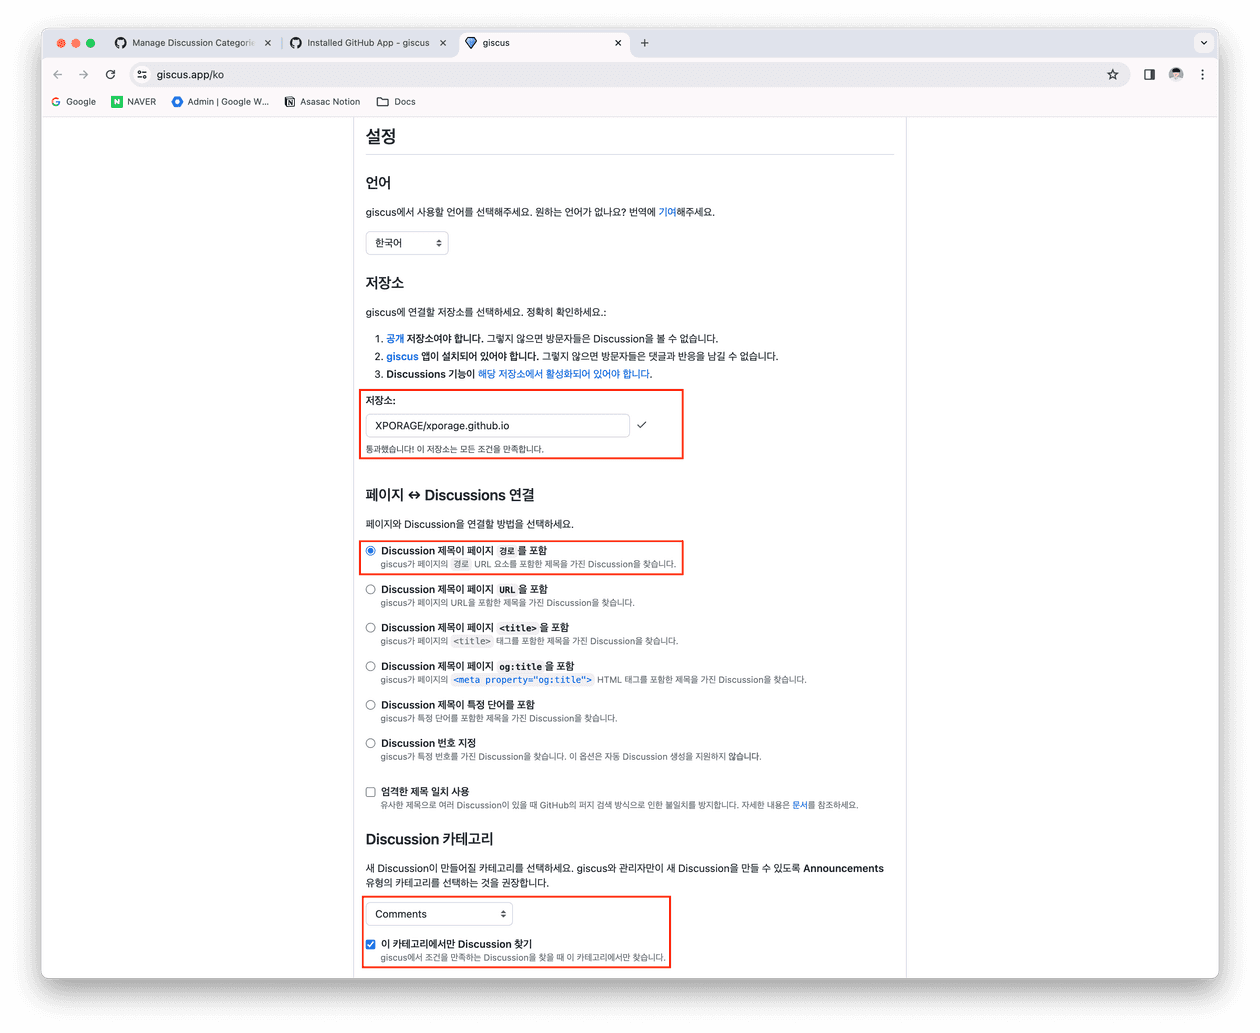 Manage Discussion Categorie
Installed GitHub App - giscus
giscus
giscus.app/ko
Google
NAVER
Admin | Google W...
Asasac Notion
Docs
설정
언어
giscus에서 사용할 언어를 선택해주세요. 원하는 언어가 없나요? 번역에 기여해주세요.
한국어
저장소
giscus에 연결할 저장소를 선택하세요. 정확히 확인하세요.:
1. 공개 저장소여야 합니다. 그렇지 않으면 방문자들은 Discussion을 볼 수 없습니다.
2. giscus 앱이 설치되어 있어야 합니다. 그렇지 않으면 방문자들은 댓글과 반응을 남길 수 없습니다.
3. Discussions 기능이 해당 저장소에서 활성화되어 있어야 합니다.
저장소:
XPORAGE/xporage.github.io
통과했습니다! 이 저장소는 모든 조건을 만족합니다.
페이지 ↔ Discussions 연결
페이지와 Discussion을 연결할 방법을 선택하세요.
Discussion 제목이 페이지 경로 를 포함
giscus가 페이지의 경로 URL 요소를 포함한 제목을 가진 Discussion을 찾습니다.
Discussion 제목이 페이지 URL 을 포함
giscus가 페이지의 URL을 포함한 제목을 가진 Discussion을 찾습니다.
Discussion 제목이 페이지 <title> 을 포함
giscus가 페이지의 <title> 태그를 포함한 제목을 가진 Discussion을 찾습니다.
Discussion 제목이 페이지 og:title 을 포함
giscus가 페이지의 <meta property="og:title"> HTML 태그를 포함한 제목을 가진 Discussion을 찾습니다.
Discussion 제목이 특정 단어를 포함
giscus가 특정 단어를 포함한 제목을 가진 Discussion을 찾습니다.
Discussion 번호 지정
giscus가 특정 번호를 가진 Discussion을 찾습니다. 이 옵션은 자동 Discussion 생성을 지원하지 않습니다.
엄격한 제목 일치 사용
유사한 제목으로 여러 Discussion이 있을 때 GitHub의 퍼지 검색 방식으로 인한 불일치를 방지합니다. 자세한 내용은 문서를 참조하세요.
Discussion 카테고리
새 Discussion이 만들어질 카테고리를 선택하세요. giscus와 관리자만이 새 Discussion을 만들 수 있도록 Announcements
유형의 카테고리를 선택하는 것을 권장합니다.
Comments
이 카테고리에서만 Discussion 찾기
giscus에서 조건을 만족하는 Discussion을 찾을 때 이 카테고리에서만 찾습니다.